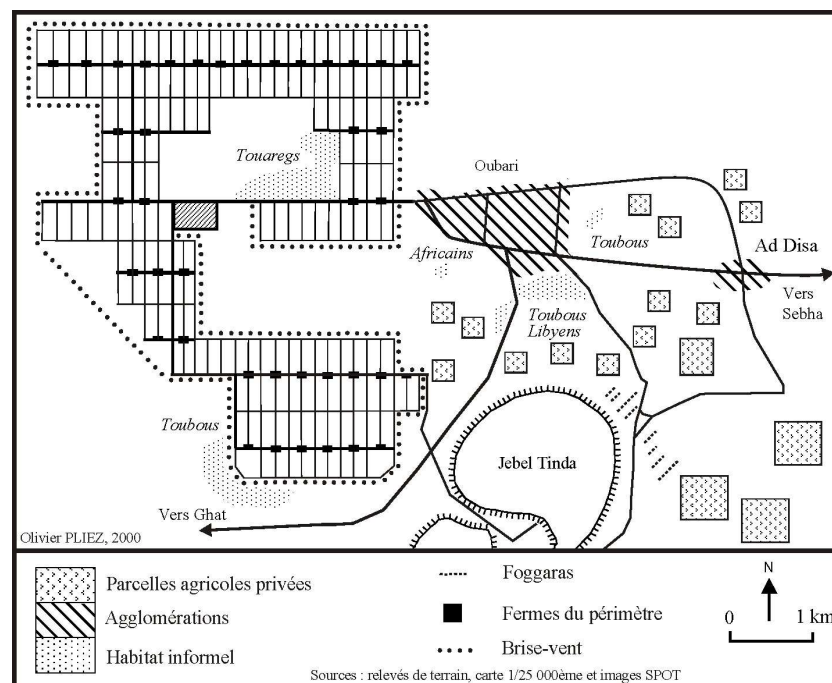 Touaregs
Oubari
Africains
Toubous
Ad Disa
Vers
Sebha
Toubous
Libyens
Toubous
Jebel Tinda
Vers Ghat
Olivier PLIEZ, 2000
Parcelles agricoles privées
Agglomérations
Habitat informel
Foggaras
Fermes du périmètre
Brise-vent
N
0 1 km
Sources : relevés de terrain, carte 1/25 000ème et images SPOT